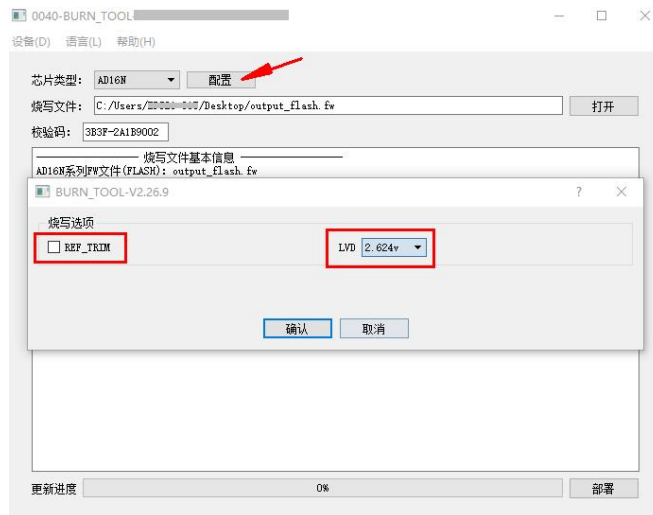 0040-BURN_TOOL-
设备(D) 语言(L) 帮助(H)
芯片类型: AD16N 配置
烧写文件: C:/Users/ /Desktop/output_flash.fw 打开
校验码: 3B3F-2A1B9002
烧写文件基本信息
AD16N系列FW文件(FLASH): output_flash.fw
BURN_TOOL-V2.26.9 ?
烧写选项
REF_TRIM LVD 2.624v
确认 取消
更新进度 0% 部署